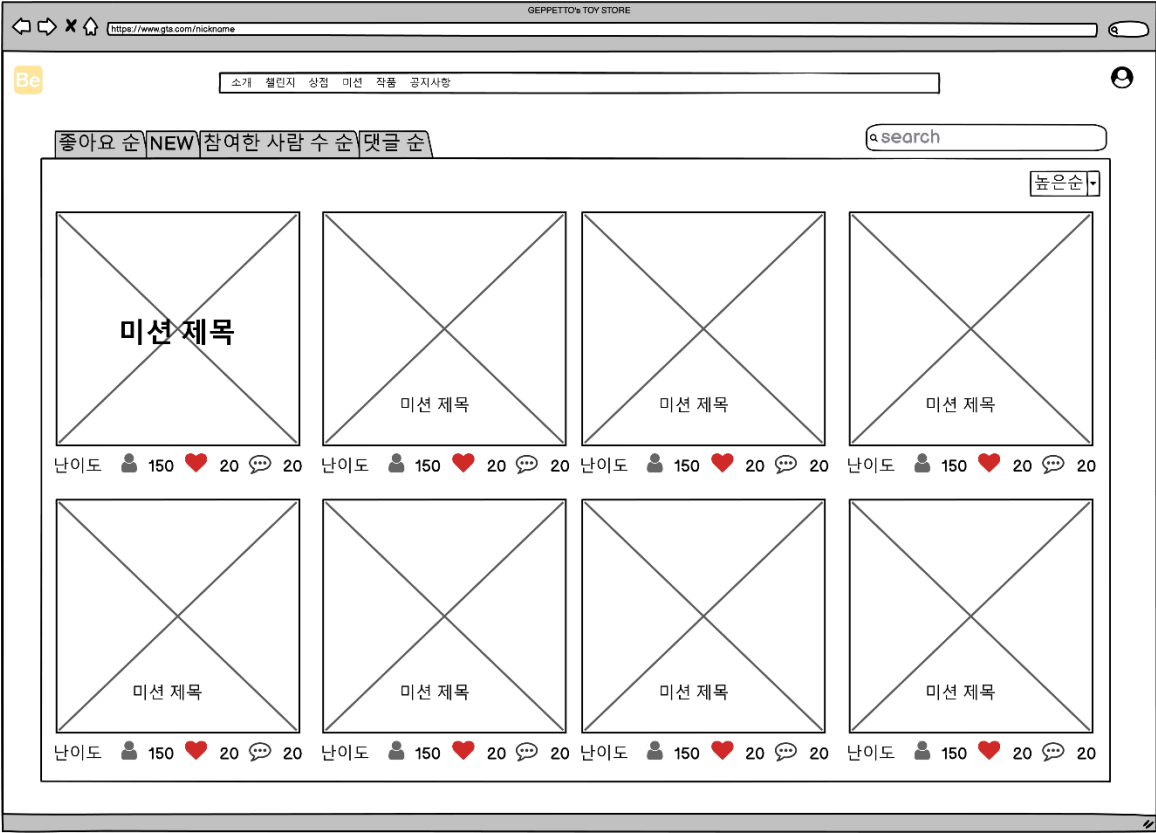 GEPPETTO's TOY STORE
https://www.gts.com/nickname
Be
소개 챌린지 상점 미션 작품 공지사항
좋아요 순 NEW 참여한 사람 수 순 댓글 순
search
높은순
미션 제목
미션 제목 미션 제목 미션 제목
난이도 150 20 20 난이도 150 20 20 난이도 150 20 20 난이도 150 20 20
미션 제목 미션 제목 미션 제목 미션 제목
난이도 150 20 20 난이도 150 20 20 난이도 150 20 20 난이도 150 20 20